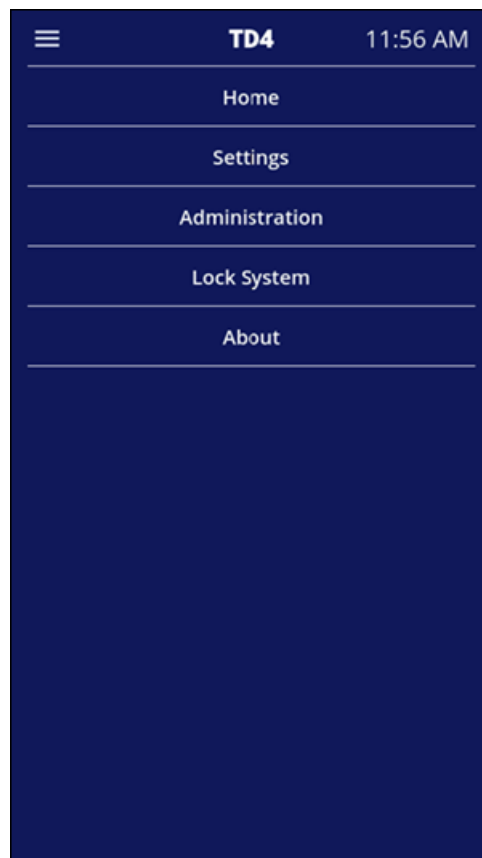 TD4 11:56 AM
Home
Settings
Administration
Lock System
About